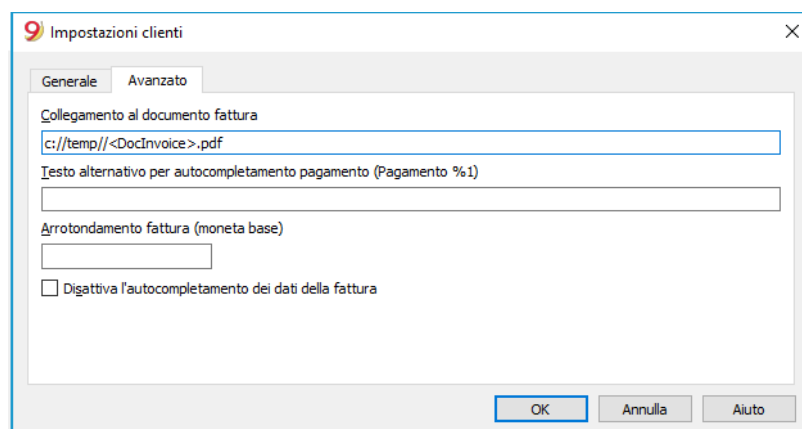 9 Impostazioni clienti
Generale Avanzato
Collegamento al documento fattura
c://temp//<DocInvoice>.pdf
Testo alternativo per autocompletamento pagamento (Pagamento %1)
Arrotondamento fattura (moneta base)
Disattiva l'autocompletamento dei dati della fattura
OK Annulla Aiuto